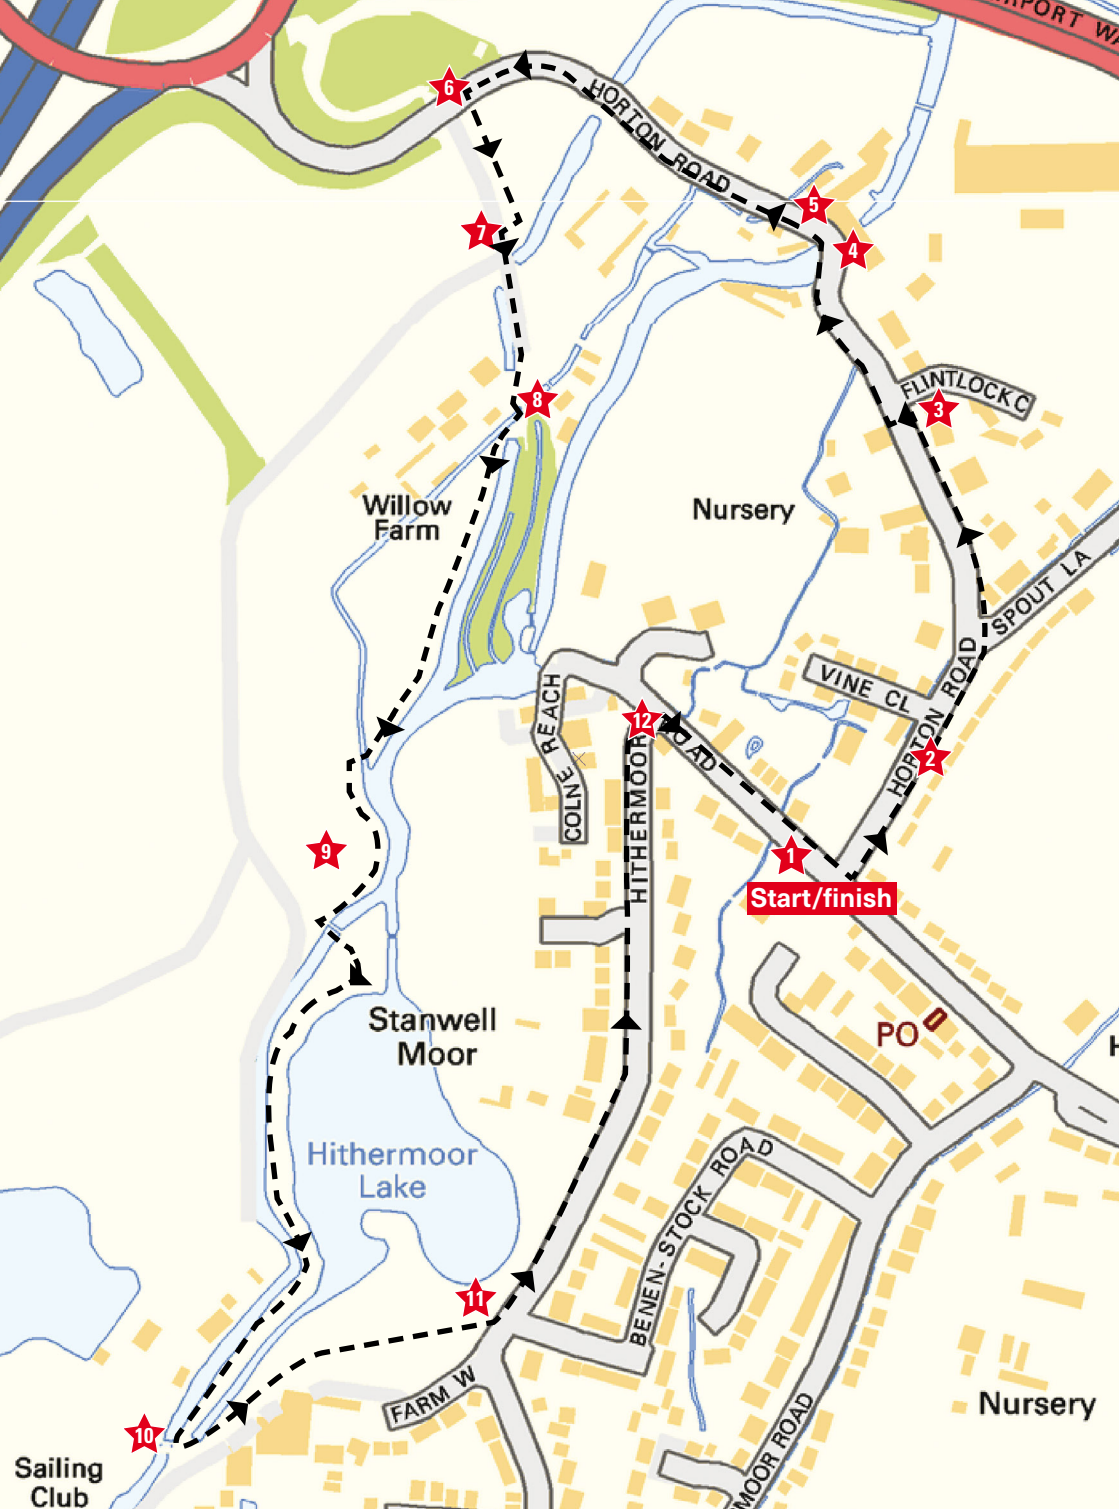 RPORT WA
6
HORTON ROAD
5
7
4
FLINTLOCK C
3
8
Willow
Farm
Nursery
SPOUT LA
VINE CL
HORTON ROAD
COLNE REACH
12
ROAD
2
HITHERMOOR
9
1
Start/finish
Stanwell
Moor
PO
H
Hithermoor
Lake
BENEN-STOCK ROAD
11
FARM W
10
Nursery
MOOR ROAD
Sailing
Club